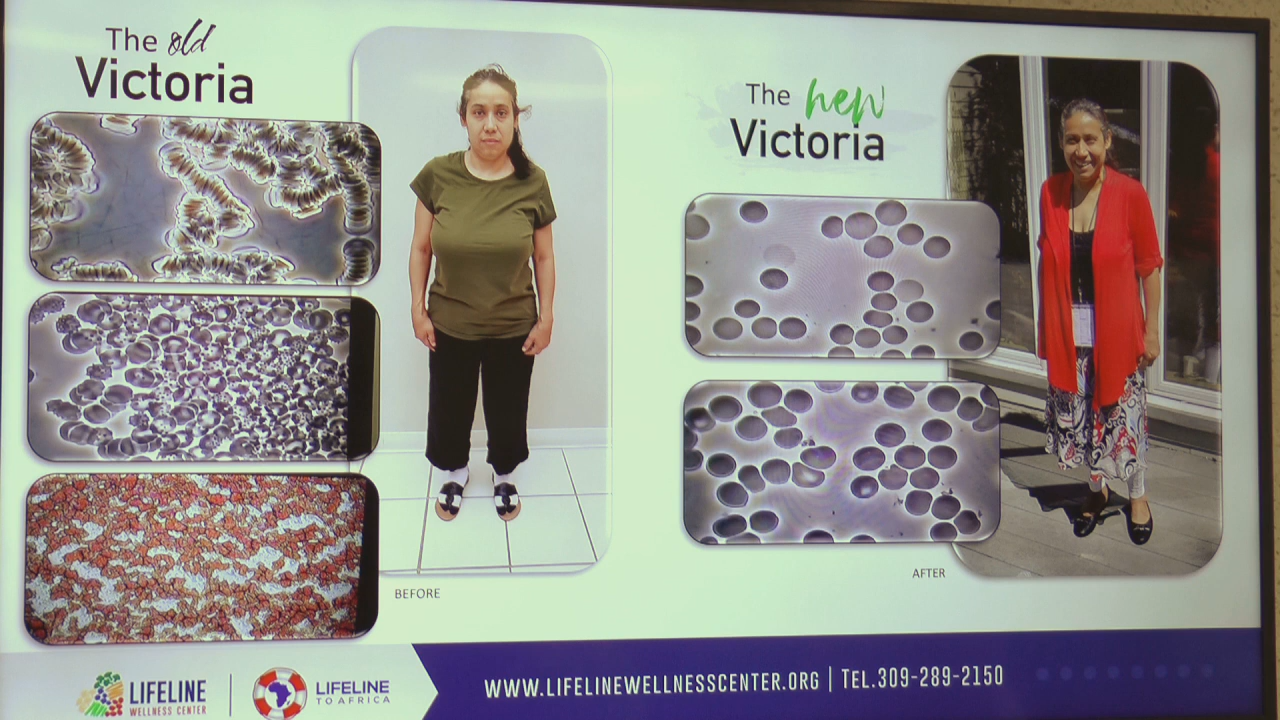 The old
Victoria
The new
Victoria
BEFORE
AFTER
LIFELINE
WELLNESS CENTER
LIFELINE
TO AFRICA
WWW.LIFELINEWELLNESSCENTER.ORG | TEL.309-289-2150